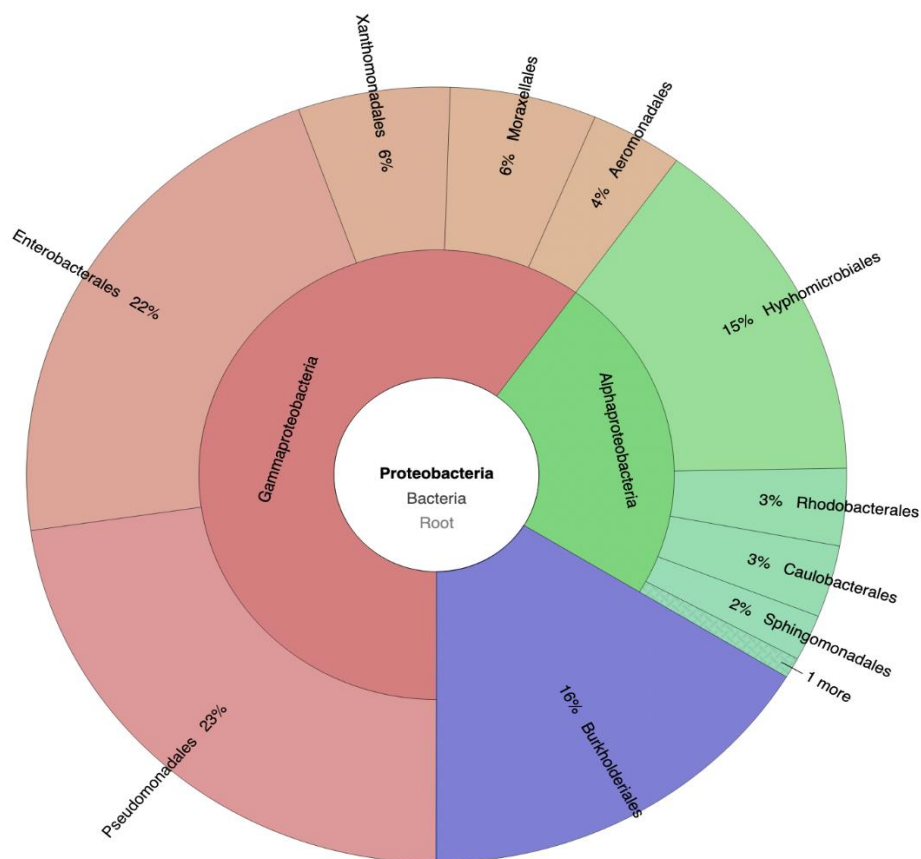 Xanthomonadales 6%
6% Moraxellales
4% Aeromonadales
Enterobacterales 22%
15% Hyphomicrobiales
Gammaproteobacteria
Alphaproteobacteria
Proteobacteria
Bacteria
Root
3% Rhodobacterales
3% Caulobacterales
2% Sphingomonadales
1 more
16% Burkholderiales
Pseudomonadales 23%